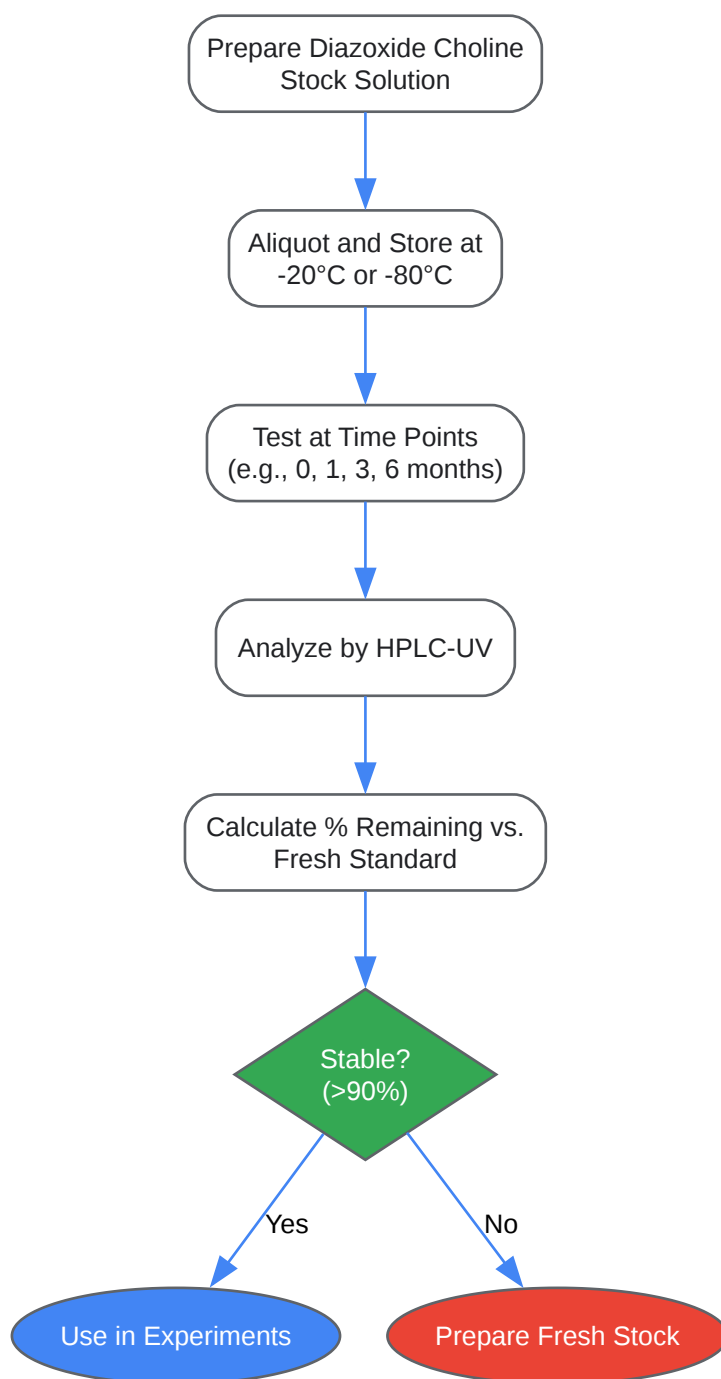 Prepare Diazoxide Choline
Stock Solution
Aliquot and Store at
-20°C or -80°C
Test at Time Points
(e.g., 0, 1, 3, 6 months)
Analyze by HPLC-UV
Calculate % Remaining vs.
Fresh Standard
Stable?
(>90%)
Yes
No
Use in Experiments
Prepare Fresh Stock